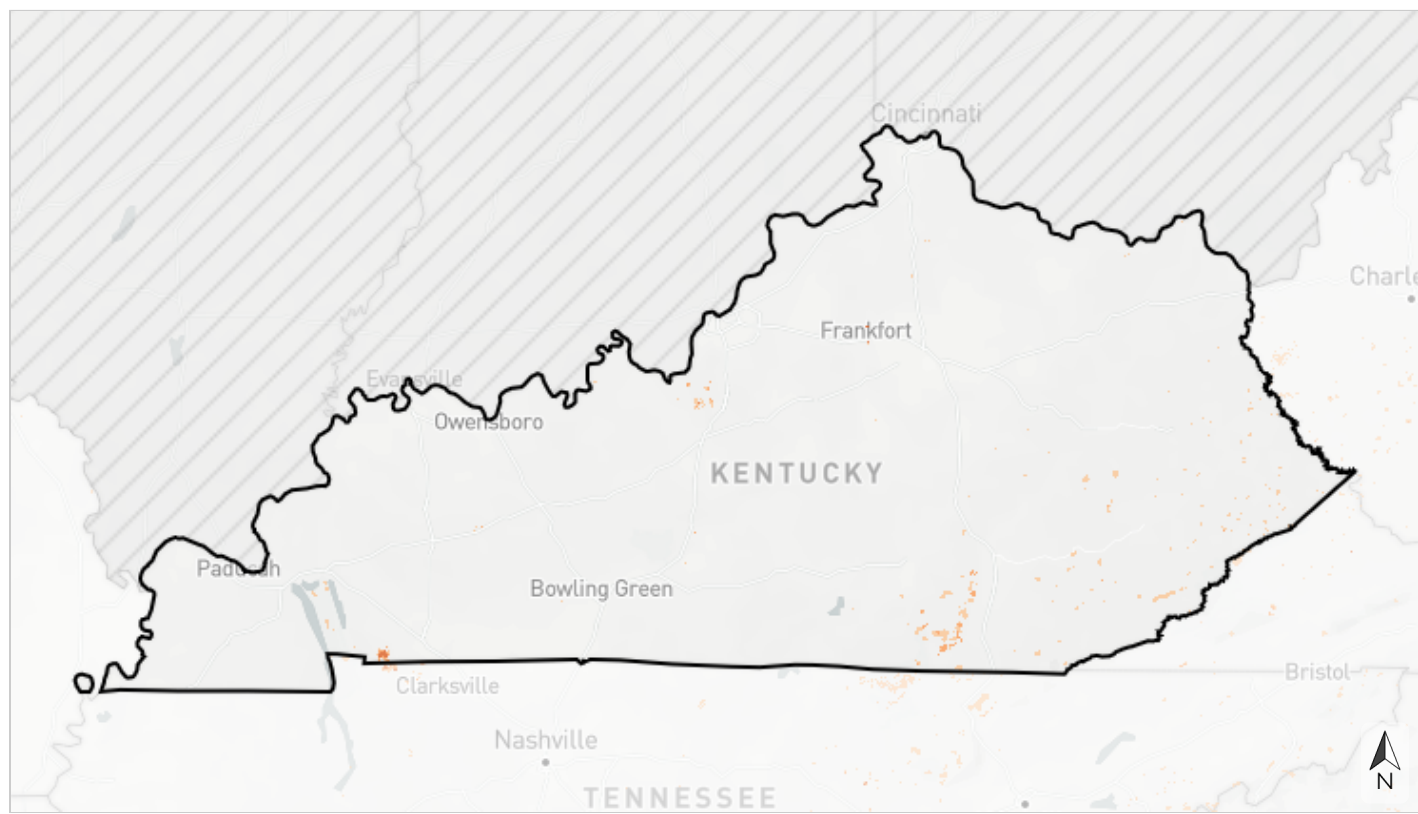 Cincinnati
Charle
Frankfort
Evansville
Owensboro
KENTUCKY
Paducah
Bowling Green
Clarksville
Bristol
Nashville
TENNESSEE
N